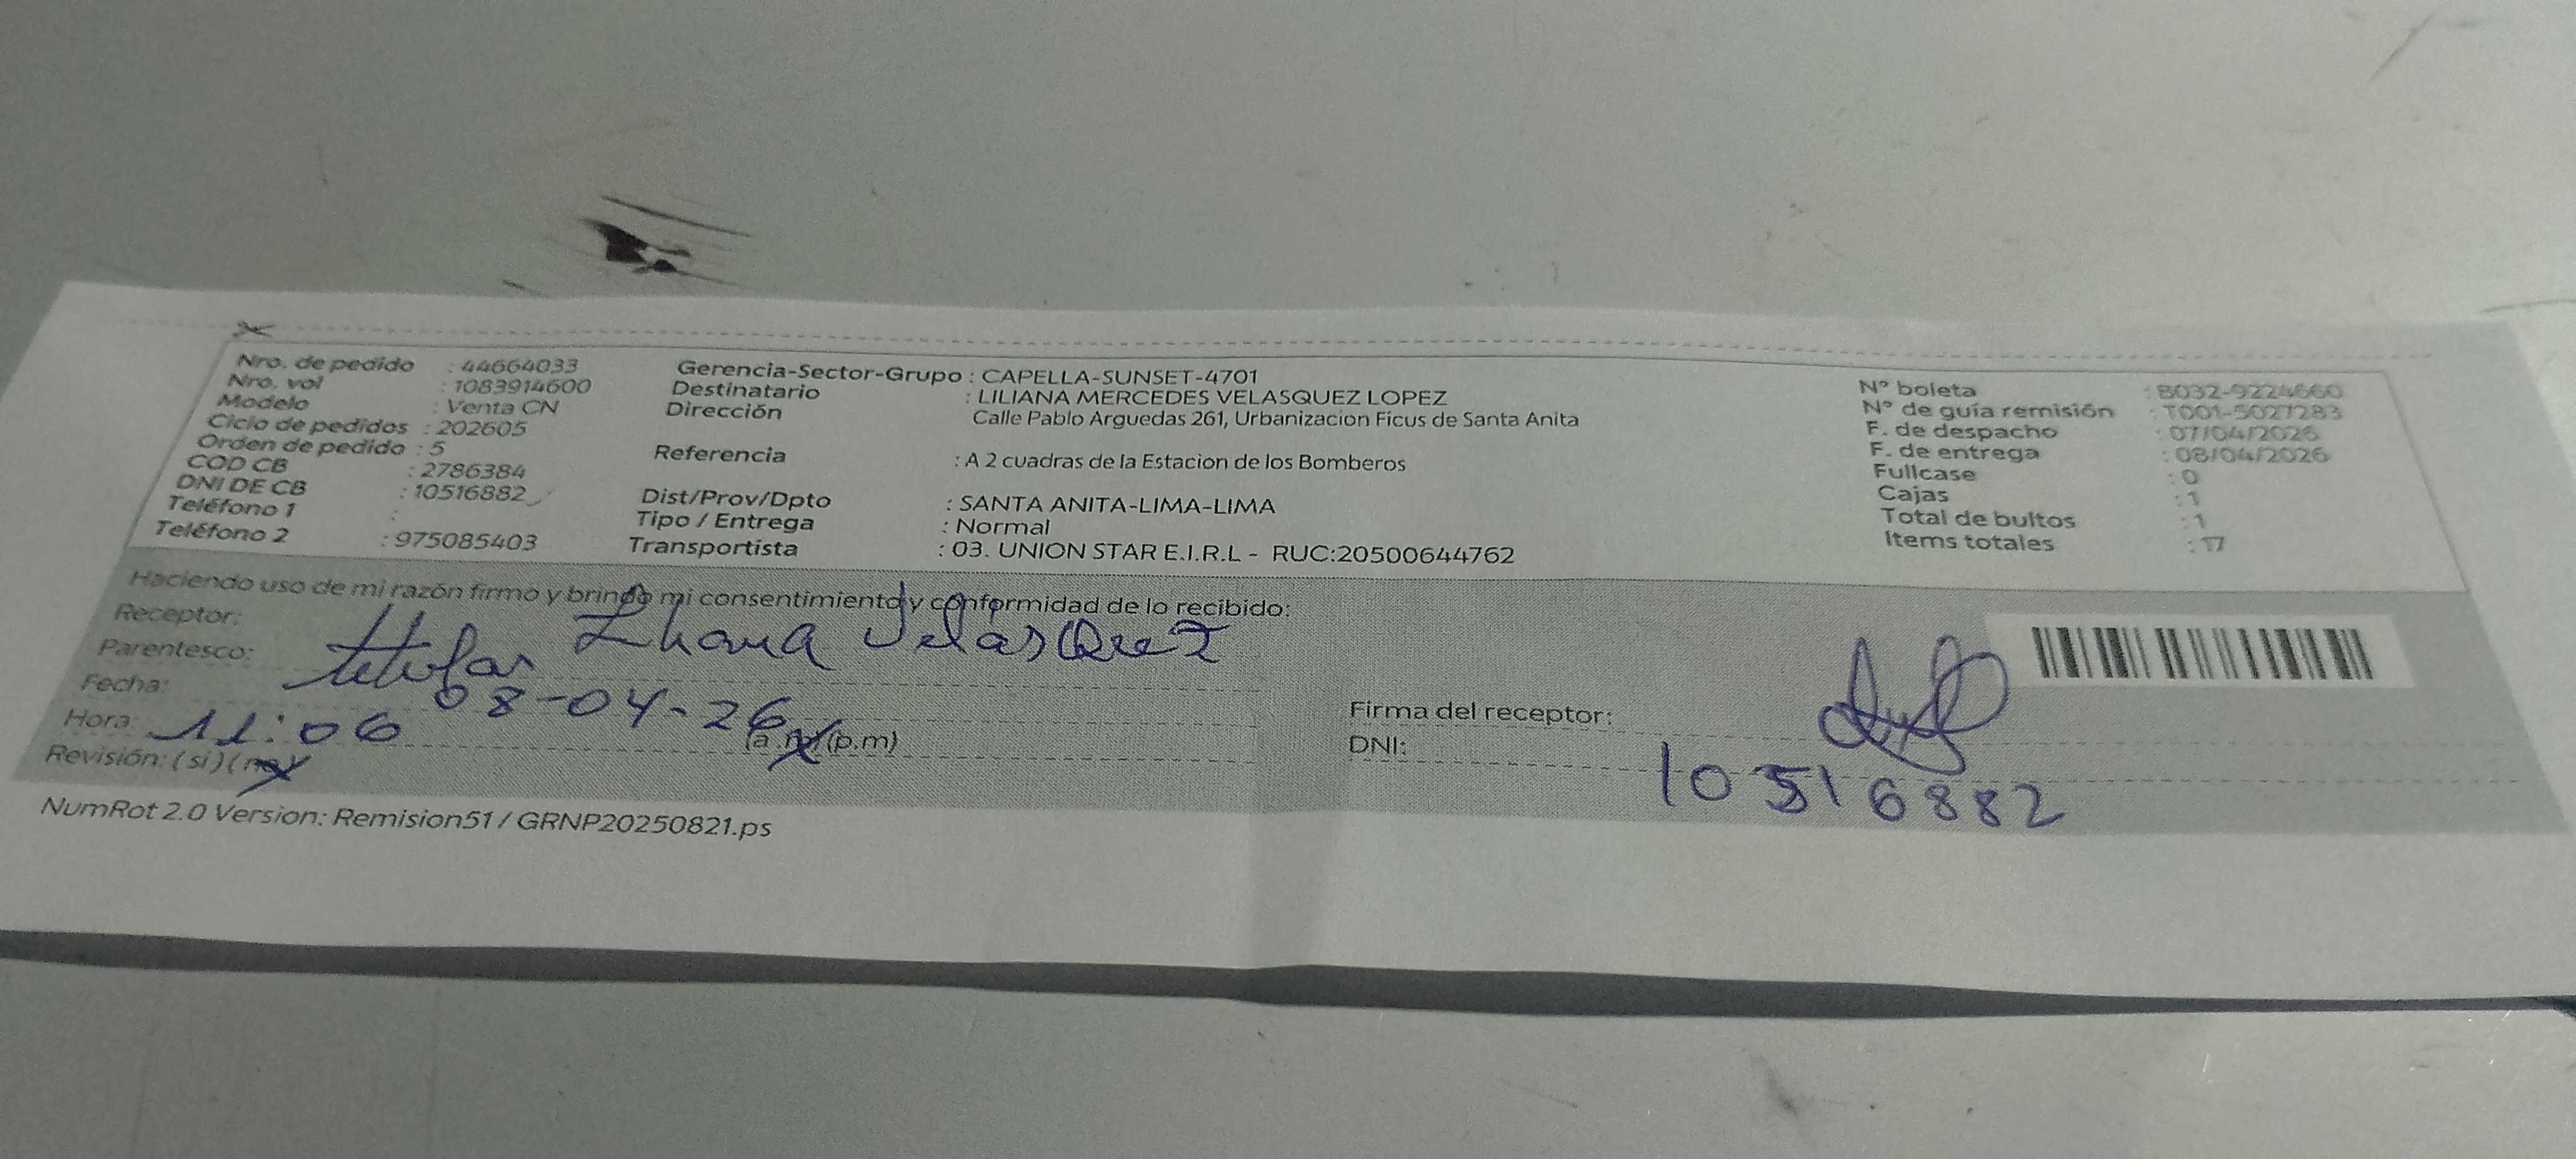 Nro. de pedido : 44664033
Nro. vol : 1083914600
Modelo : Venta CN
Ciclo de pedidos : 202605
Orden de pedido : 5
COD CB : 2786384
DNI DE CB : 10516882
Teléfono 1 :
Teléfono 2 : 975085403
Gerencia-Sector-Grupo : CAPELLA-SUNSET-4701
Destinatario : LILIANA MERCEDES VELASQUEZ LOPEZ
Dirección Calle Pablo Arguedas 261, Urbanizacion Ficus de Santa Anita
Referencia : A 2 cuadras de la Estacion de los Bomberos
Dist/Prov/Dpto : SANTA ANITA-LIMA-LIMA
Tipo / Entrega : Normal
Transportista : 03. UNION STAR E.I.R.L - RUC:20500644762
N° boleta : B032-9224660
N° de guía remisión : T001-5027283
F. de despacho : 07/04/2026
F. de entrega : 08/04/2026
Fullcase : 0
Cajas : 1
Total de bultos : 1
Items totales : 17
Haciendo uso de mi razón firmo y brindo mi consentimiento y conformidad de lo recibido:
Receptor: Liliana Velasquez
Parentesco: titular
Fecha: 08-04-26
Hora: 11:06 (a.m) (p.m)
Revisión: (si) (no)
Firma del receptor:
DNI: 10516882
NumRot 2.0 Version: Remision51 / GRNP20250821.ps